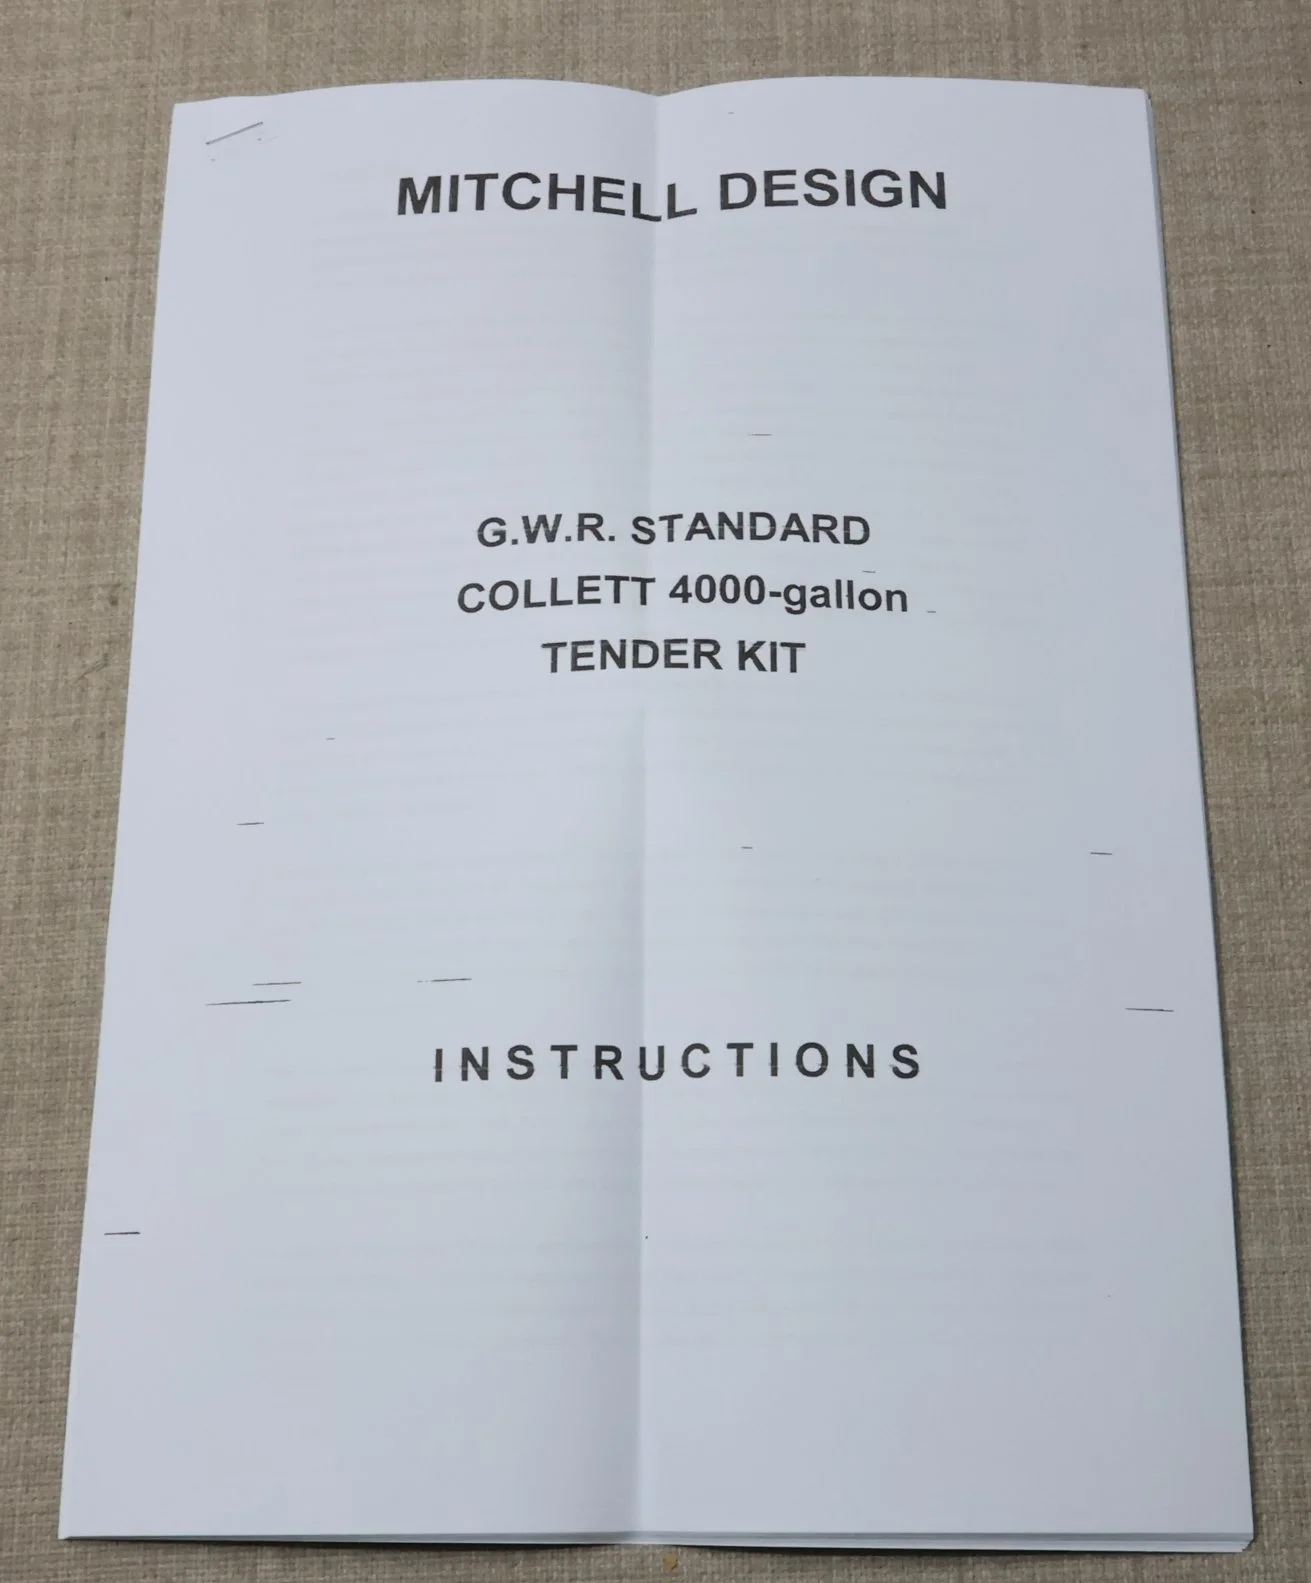 MITCHELL DESIGN
G.W.R. STANDARD
COLLETT 4000-gallon
TENDER KIT
INSTRUCTIONS